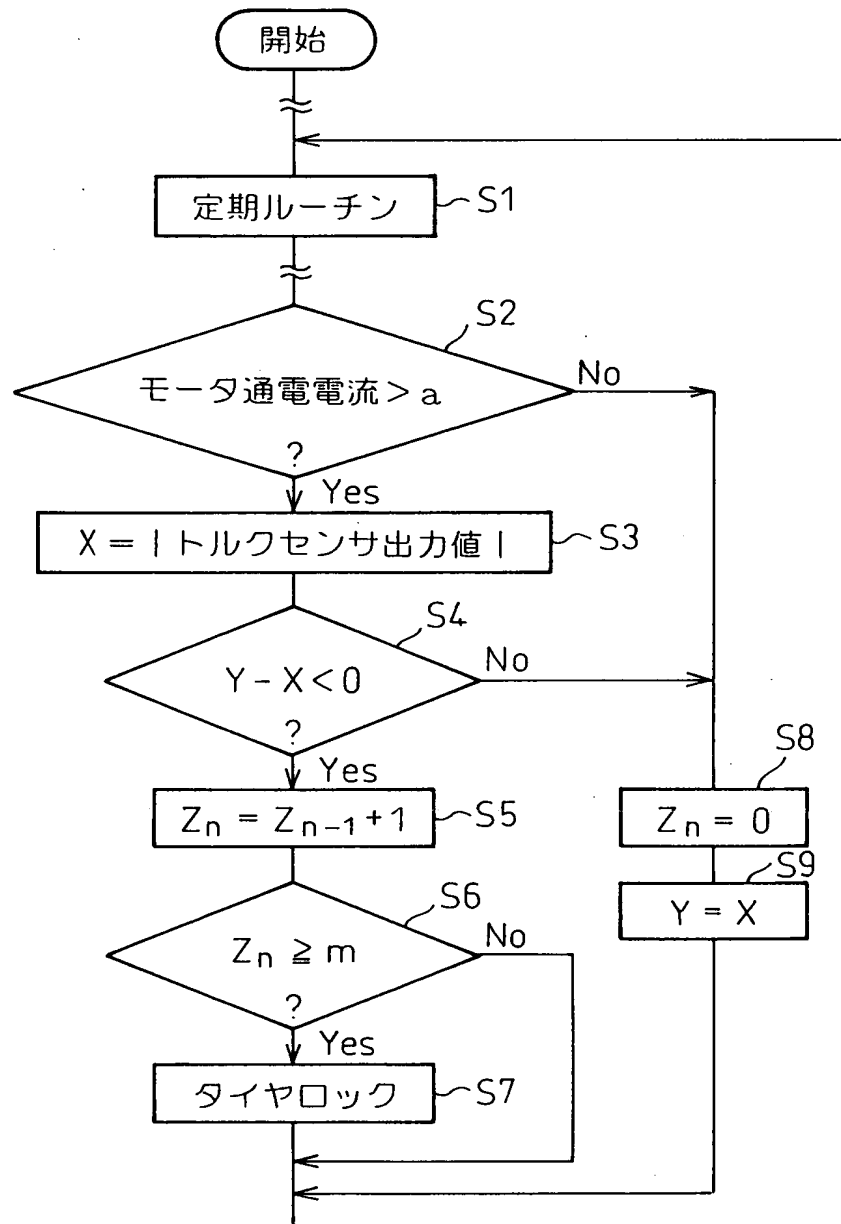 開始
定期ルーチン
S1
S2
モータ通電電流>a
?
No
Yes
X=|トルクセンサ出力値|
S3
S4
Y-X<0
?
No
Yes
Zn=Zn-1+1
S5
S6
Zn≧m
?
No
Yes
タイヤロック
S7
S8
Zn=0
S9
Y=X